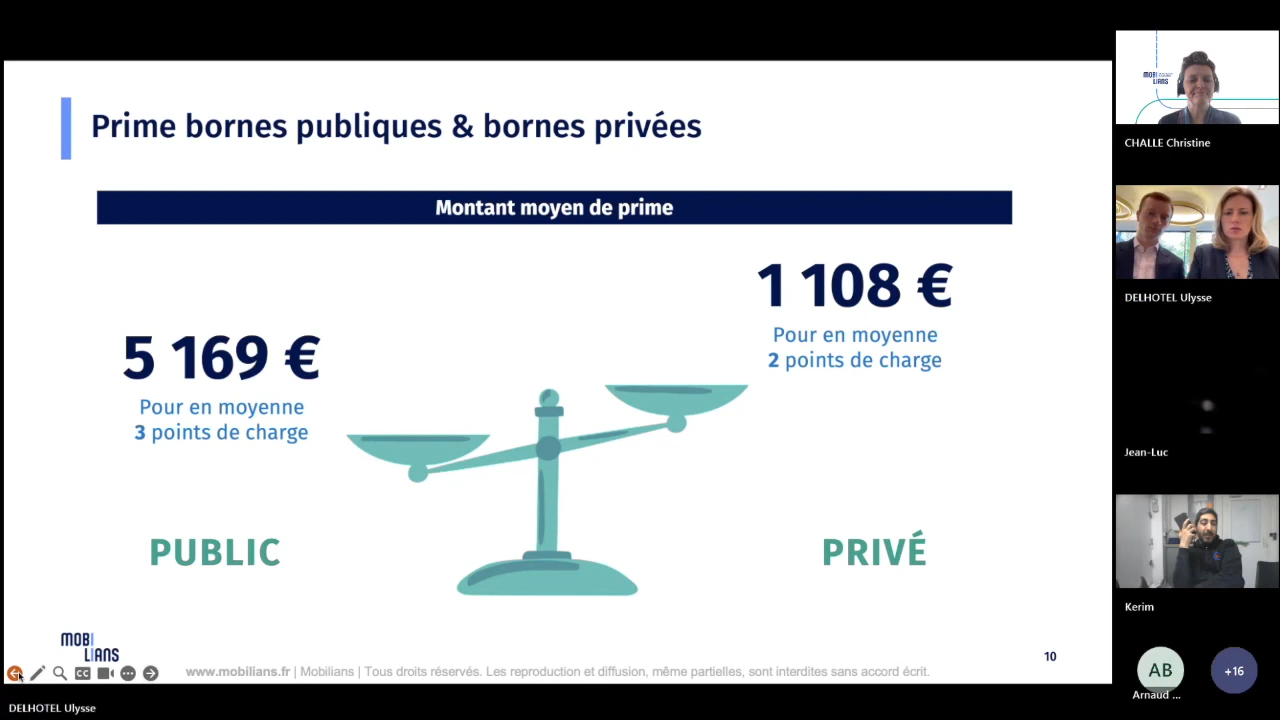 Prime bornes publiques & bornes privées
Montant moyen de prime
5 169 €
Pour en moyenne
3 points de charge
PUBLIC
1 108 €
Pour en moyenne
2 points de charge
PRIVÉ
MOBI
LIANS
CC
www.mobilians.fr | Mobilians | Tous droits réservés. Les reproduction et diffusion, même partielles, sont interdites sans accord écrit.
10
DELHOTEL Ulysse
MOBI
LIANS
CHALLE Christine
DELHOTEL Ulysse
Jean-Luc
Kerim
AB
Arnaud ...
+16